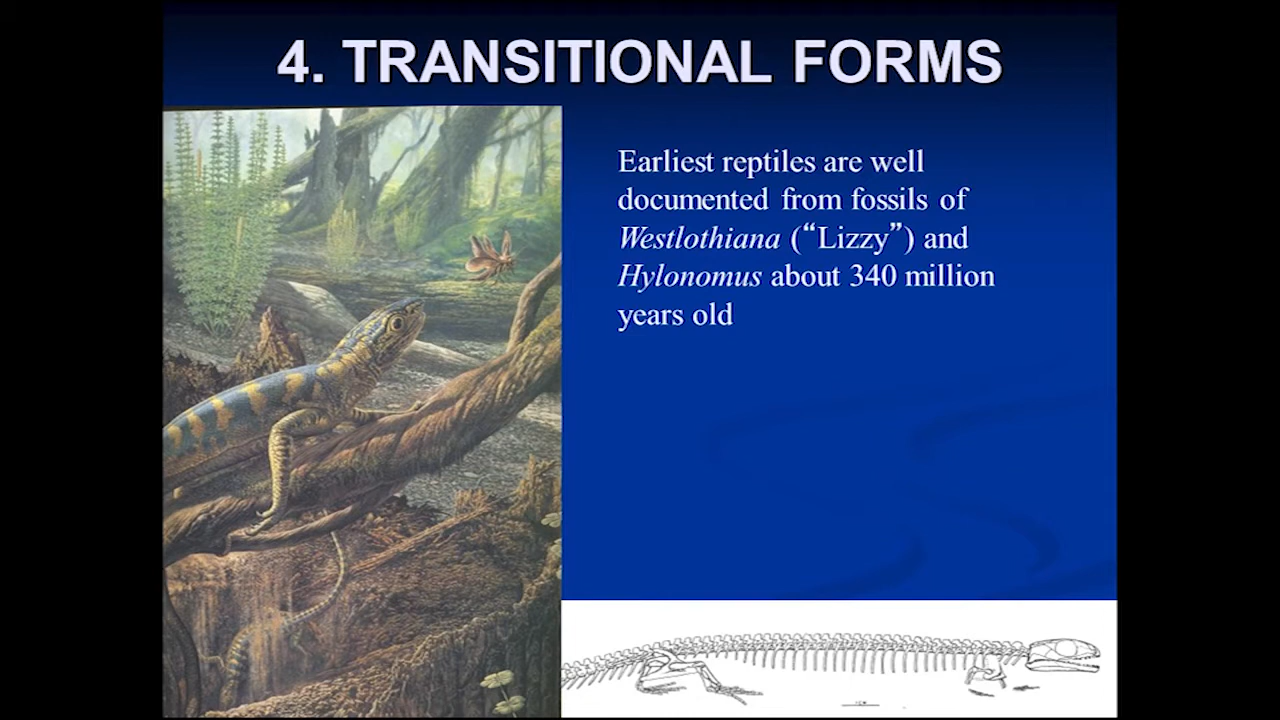 4. TRANSITIONAL FORMS
Earliest reptiles are well
documented from fossils of
Westlothiana (“Lizzy”) and
Hylonomus about 340 million
years old